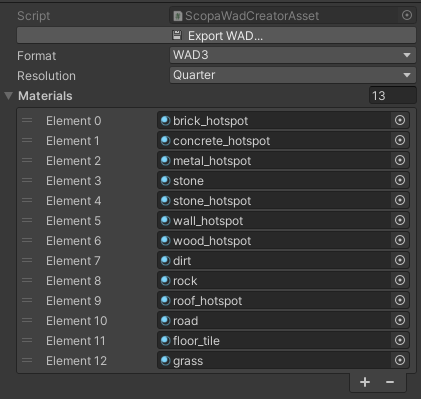 Script ScopaWadCreatorAsset
Export WAD...
Format WAD3
Resolution Quarter
Materials 13
Element 0 brick_hotspot
Element 1 concrete_hotspot
Element 2 metal_hotspot
Element 3 stone
Element 4 stone_hotspot
Element 5 wall_hotspot
Element 6 wood_hotspot
Element 7 dirt
Element 8 rock
Element 9 roof_hotspot
Element 10 road
Element 11 floor_tile
Element 12 grass